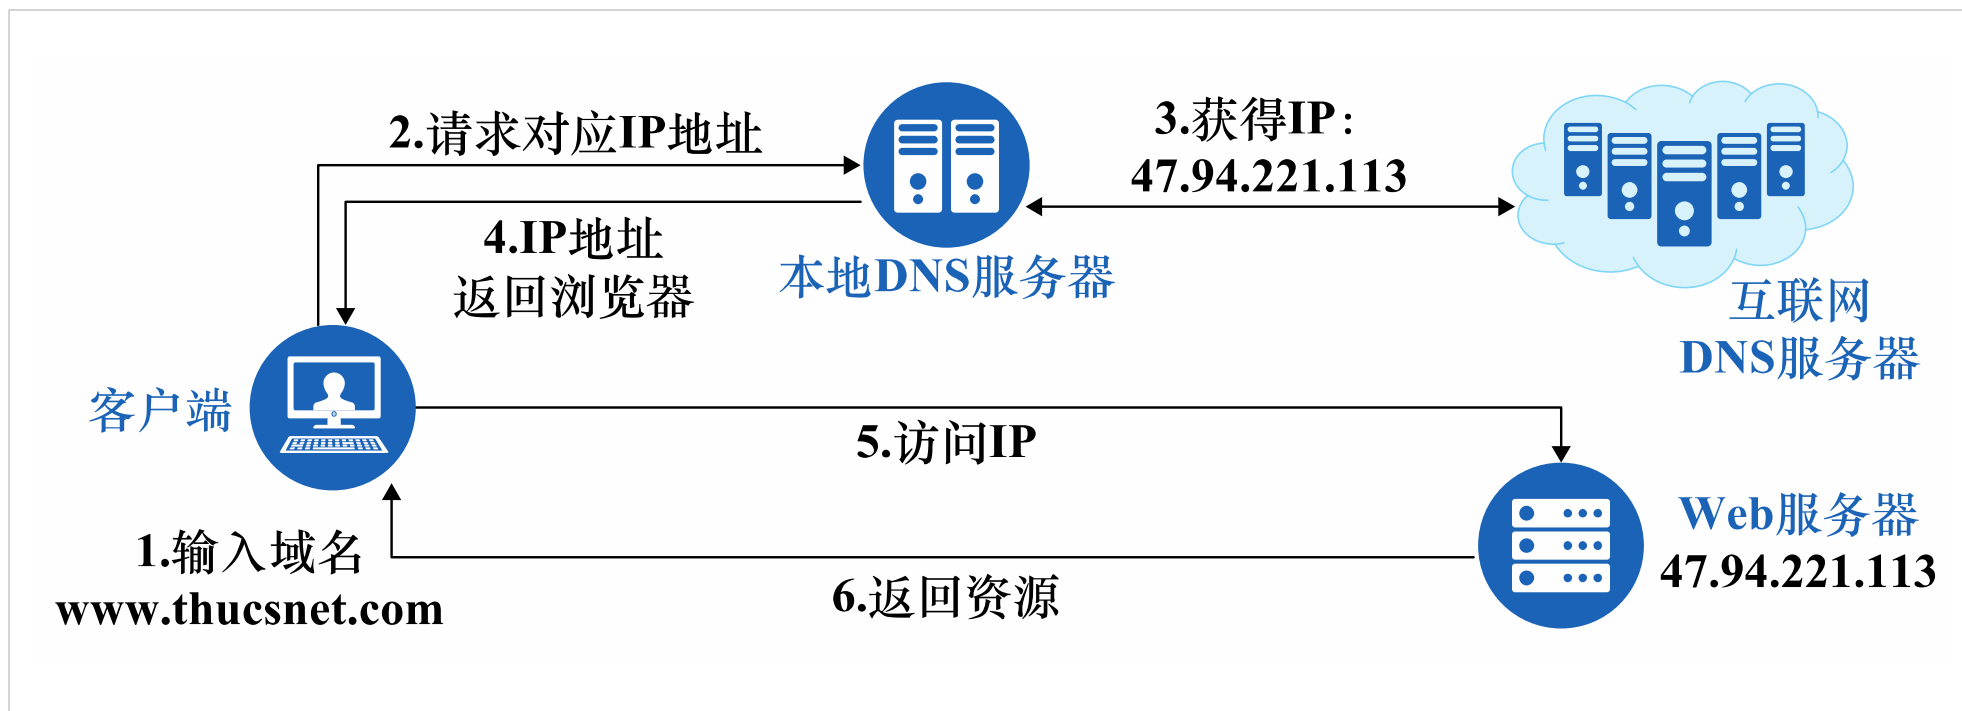 2.请求对应IP地址
3.获得IP：
47.94.221.113
4.IP地址
返回浏览器
本地DNS服务器
互联网
DNS服务器
客户端
5.访问IP
1.输入域名
www.thucsnet.com
6.返回资源
Web服务器
47.94.221.113